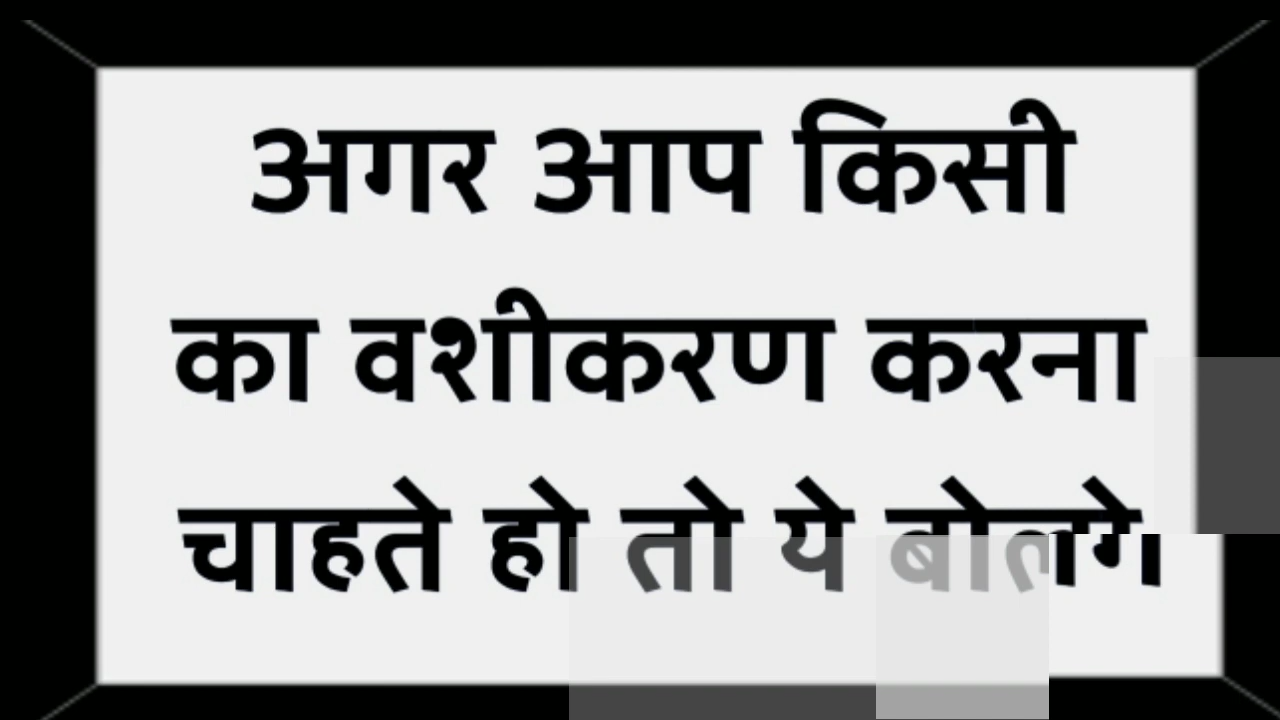 अगर आप किसी
का वशीकरण करना
चाहते हो तो ये बोलगे